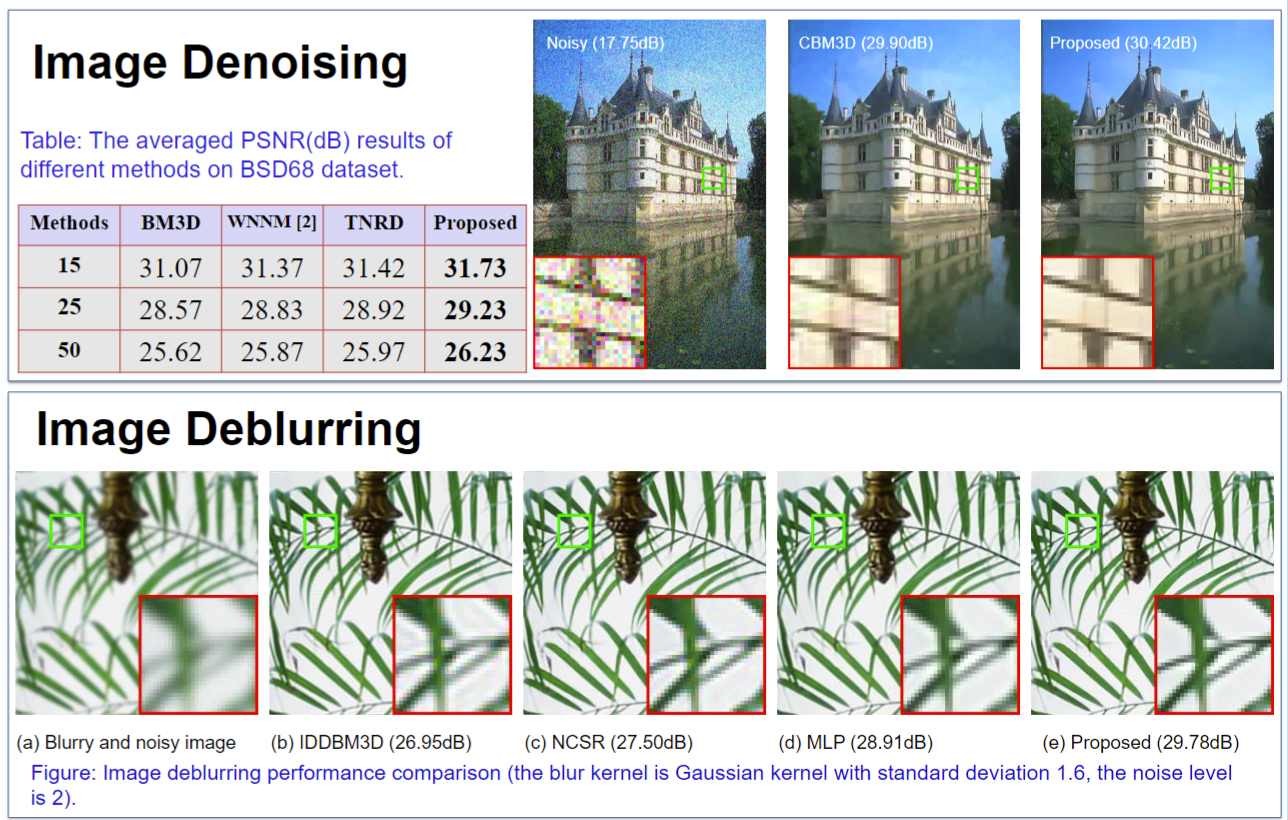 Image Denoising
Table: The averaged PSNR(dB) results of
different methods on BSD68 dataset.
Methods BM3D WNNM [2] TNRD Proposed
15 31.07 31.37 31.42 31.73
25 28.57 28.83 28.92 29.23
50 25.62 25.87 25.97 26.23
Noisy (17.75dB)
CBM3D (29.90dB)
Proposed (30.42dB)
Image Deblurring
(a) Blurry and noisy image
(b) IDDBM3D (26.95dB)
(c) NCSR (27.50dB)
(d) MLP (28.91dB)
(e) Proposed (29.78dB)
Figure: Image deblurring performance comparison (the blur kernel is Gaussian kernel with standard deviation 1.6, the noise level
is 2).